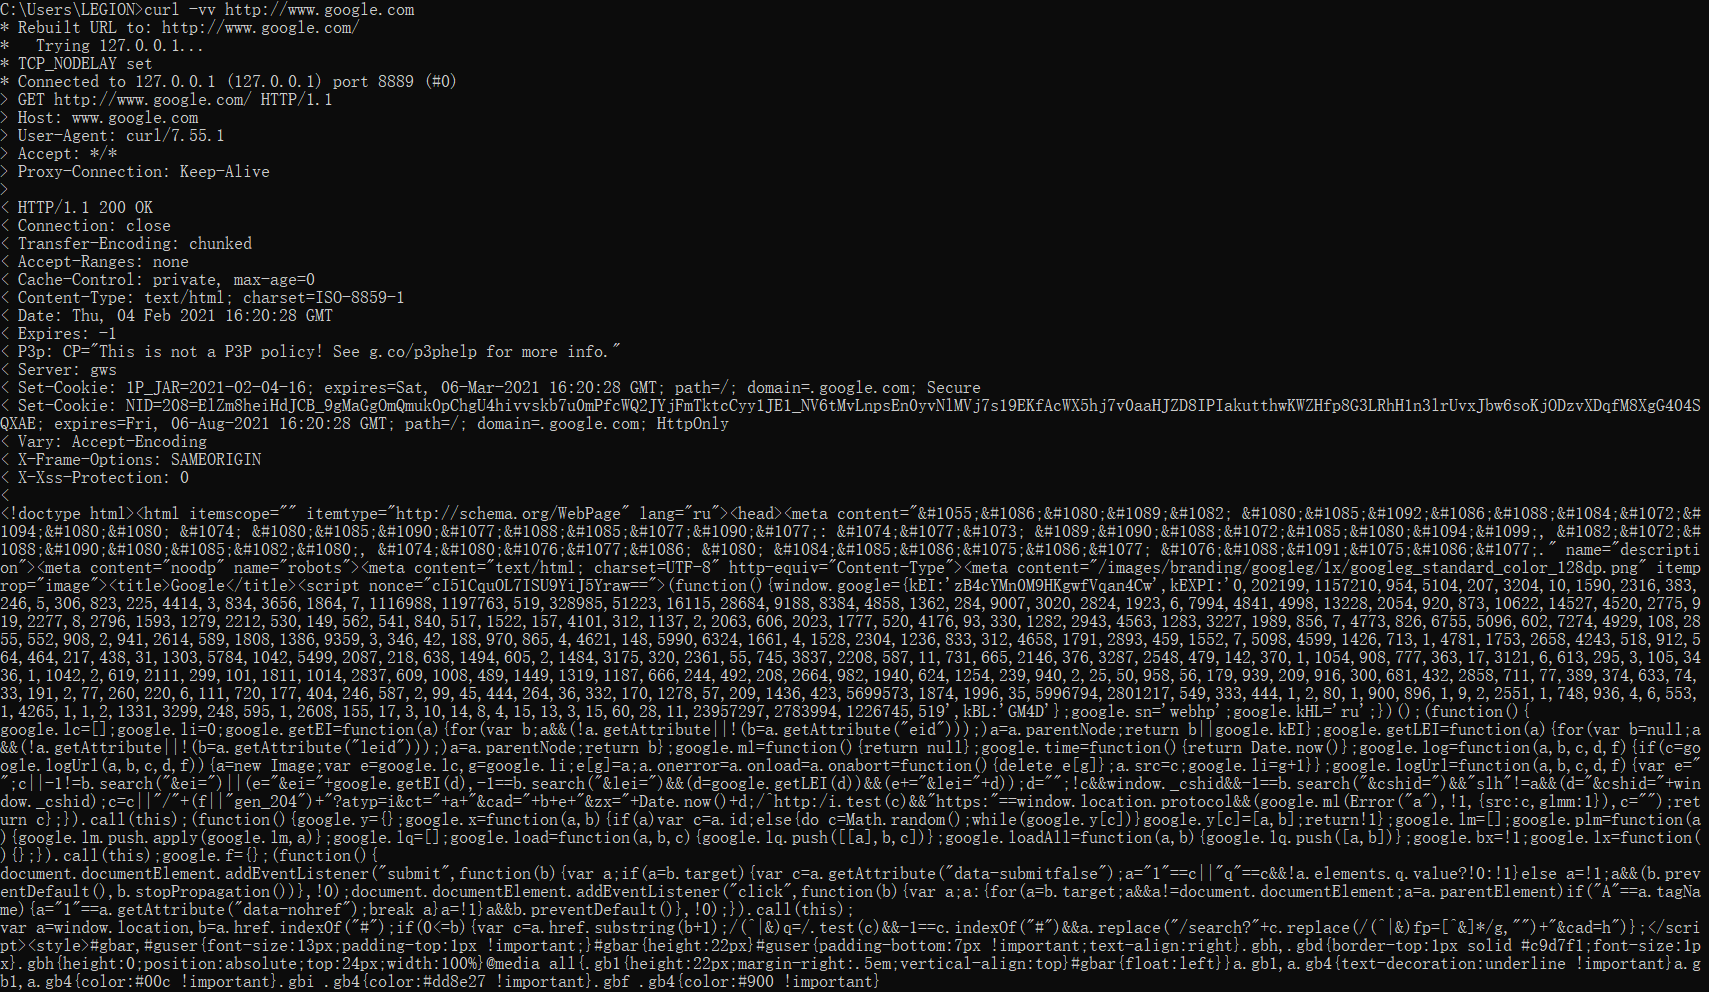 C:\Users\LEGION>curl -vv http://www.google.com
* Rebuilt URL to: http://www.google.com/
*   Trying 127.0.0.1...
* TCP_NODELAY set
* Connected to 127.0.0.1 (127.0.0.1) port 8889 (#0)
> GET http://www.google.com/ HTTP/1.1
> Host: www.google.com
> User-Agent: curl/7.55.1
> Accept: */*
> Proxy-Connection: Keep-Alive
>
< HTTP/1.1 200 OK
< Connection: close
< Transfer-Encoding: chunked
< Accept-Ranges: none
< Cache-Control: private, max-age=0
< Content-Type: text/html; charset=ISO-8859-1
< Date: Thu, 04 Feb 2021 16:20:28 GMT
< Expires: -1
< P3p: CP="This is not a P3P policy! See g.co/p3phelp for more info."
< Server: gws
< Set-Cookie: 1P_JAR=2021-02-04-16; expires=Sat, 06-Mar-2021 16:20:28 GMT; path=/; domain=.google.com; Secure
< Set-Cookie: NID=208=ElZm8heiHdJCB_9gMaGgOmQmuk0pChgU4hivvskb7u0mPfcWQ2JYjFmTktcCyy1JE1_NV6tMvLnpsEn0yvNlMVj7s19EKfAcWX5hj7v0aaHJZD8IPIakutthwKWZHfp8G3LRhH1n3lrUvxJbw6soKjODzvXDqfM8XgG404S
QXAE; expires=Fri, 06-Aug-2021 16:20:28 GMT; path=/; domain=.google.com; HttpOnly
< Vary: Accept-Encoding
< X-Frame-Options: SAMEORIGIN
< X-Xss-Protection: 0
<
<!doctype html><html itemscope="" itemtype="http://schema.org/WebPage" lang="ru"><head><meta content="&#1055;&#1086;&#1080;&#1089;&#1082; &#1080;&#1085;&#1092;&#1086;&#1088;&#1084;&#1072;&#
1094;&#1080;&#1080; &#1074; &#1080;&#1085;&#1090;&#1077;&#1088;&#1085;&#1077;&#1090;&#1077;: &#1074;&#1077;&#1073; &#1089;&#1090;&#1088;&#1072;&#1085;&#1080;&#1094;&#1099;, &#1082;&#1072;&#
1088;&#1090;&#1080;&#1085;&#1082;&#1080;, &#1074;&#1080;&#1076;&#1077;&#1086; &#1080; &#1084;&#1085;&#1086;&#1075;&#1086;&#1077; &#1076;&#1088;&#1091;&#1075;&#1086;&#1077;." name="descripti
on"><meta content="noodp" name="robots"><meta content="text/html; charset=UTF-8" http-equiv="Content-Type"><meta content="/images/branding/googleg/1x/googleg_standard_color_128dp.png" itemp
rop="image"><title>Google</title><script nonce="cI51CquOL7ISU9YiJ5Yraw==">(function(){window.google={kEI:'zB4cYMnOM9HKgwfVqan4Cw',kEXPI:'0,202199,1157210,954,5104,207,3204,10,1590,2316,383,
246,5,306,823,225,4414,3,834,3656,1864,7,1116988,1197763,519,328985,51223,16115,28684,9188,8384,4858,1362,284,9007,3020,2824,1923,6,7994,4841,4998,13228,2054,920,873,10622,14527,4520,2775,9
19,2277,8,2796,1593,1279,2212,530,149,562,541,840,517,1522,157,4101,312,1137,2,2063,606,2023,1777,520,4176,93,330,1282,2943,4563,1283,3227,1989,856,7,4773,826,6755,5096,602,7274,4929,108,28
55,552,908,2,941,2614,589,1808,1386,9359,3,346,42,188,970,865,4,4621,148,5990,6324,1661,4,1528,2304,1236,833,312,4658,1791,2893,459,1552,7,5098,4599,1426,713,1,4781,1753,2658,4243,518,912,5
64,464,217,438,31,1303,5784,1042,5499,2087,218,638,1494,605,2,1484,3175,320,2361,55,745,3837,2208,587,11,731,665,2146,376,3287,2548,479,142,370,1,1054,908,777,363,17,3121,6,613,295,3,105,34
36,1,1042,2,619,2111,299,101,1811,1014,2837,609,1008,489,1449,1319,1187,666,244,492,208,2664,982,1940,624,1254,239,940,2,25,50,958,56,179,939,209,916,300,681,432,2858,711,77,389,374,633,74,
33,191,2,77,260,220,6,111,720,177,404,246,587,2,99,45,444,264,36,332,170,1278,57,209,1436,423,5699573,1874,1996,35,5996794,2801217,549,333,444,1,2,80,1,900,896,1,9,2,2551,1,748,936,4,6,553,
1,4265,1,1,2,1331,3299,248,595,1,2608,155,17,3,10,14,8,4,15,13,3,15,60,28,11,23957297,2783994,1226745,519',kBL:'GM4D'};google.sn='webhp';google.kHL='ru';})();(function(){
google.lc=[];google.li=0;google.getEI=function(a){for(var b;a&&(!a.getAttribute||!(b=a.getAttribute("eid")));)a=a.parentNode;return b||google.kEI};google.getLEI=function(a){for(var b=null;a
&&(!a.getAttribute||!(b=a.getAttribute("leid")));)a=a.parentNode;return b};google.ml=function(){return null};google.time=function(){return Date.now()};google.log=function(a,b,c,d,f){if(c=go
ogle.logUrl(a,b,c,d,f)){a=new Image;var e=google.lc,g=google.li;e[g]=a;a.onerror=a.onload=a.onabort=function(){delete e[g]};a.src=c;google.li=g+1}};google.logUrl=function(a,b,c,d,f){var e="
";c||-1!=b.search("&ei=")||(e="&ei="+google.getEI(d),-1==b.search("&lei=")&&(d=google.getLEI(d))&&(e+="&lei="+d));d="";!c&&window._cshid&&-1==b.search("&cshid=")&&"slh"!=a&&(d="&cshid="+win
dow._cshid);c=c||"/"+(f||"gen_204")+"?atyp=i&ct="+a+"&cad="+b+e+"&zx="+Date.now()+d;/^http:/i.test(c)&&"https:"==window.location.protocol&&(google.ml(Error("a"),!1,{src:c,glmm:1}),c="");ret
urn c};}).call(this);(function(){google.y={};google.x=function(a,b){if(a)var c=a.id;else{do c=Math.random();while(google.y[c])}google.y[c]=[a,b];return!1};google.lm=[];google.plm=function(a
){google.lm.push.apply(google.lm,a)};google.lq=[];google.load=function(a,b,c){google.lq.push([[a],b,c])};google.loadAll=function(a,b){google.lq.push([a,b])};google.bx=!1;google.lx=function(
){};}).call(this);google.f={};(function(){
document.documentElement.addEventListener("submit",function(b){var a;if(a=b.target){var c=a.getAttribute("data-submitfalse");a="1"==c||"q"==c&&!a.elements.q.value?!0:!1}else a=!1;a&&(b.prev
entDefault(),b.stopPropagation())},!0);document.documentElement.addEventListener("click",function(b){var a;a:{for(a=b.target;a&&a!=document.documentElement;a=a.parentElement)if("A"==a.tagNa
me){a="1"==a.getAttribute("data-nohref");break a}a=!1}a&&b.preventDefault()},!0);}).call(this);
var a=window.location,b=a.href.indexOf("#");if(0<=b){var c=a.href.substring(b+1);/(^|&)q=/.test(c)&&-1==c.indexOf("#")&&a.replace("/search?"+c.replace(/(^|&)fp=[^&]*/g,"")+"&cad=h")};</scri
pt><style>#gbar,#guser{font-size:13px;padding-top:1px !important;}#gbar{height:22px}#guser{padding-bottom:7px !important;text-align:right}.gbh,.gbd{border-top:1px solid #c9d7f1;font-size:1p
x}.gbh{height:0;position:absolute;top:24px;width:100%}@media all{.gb1{height:22px;margin-right:.5em;vertical-align:top}#gbar{float:left}}a.gb1,a.gb4{text-decoration:underline !important}a.g
b1,a.gb4{color:#00c !important}.gbi .gb4{color:#dd8e27 !important}.gbf .gb4{color:#900 !important}